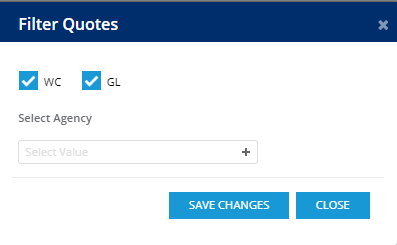 Filter Quotes
WC GL
Select Agency
Select Value
SAVE CHANGES CLOSE